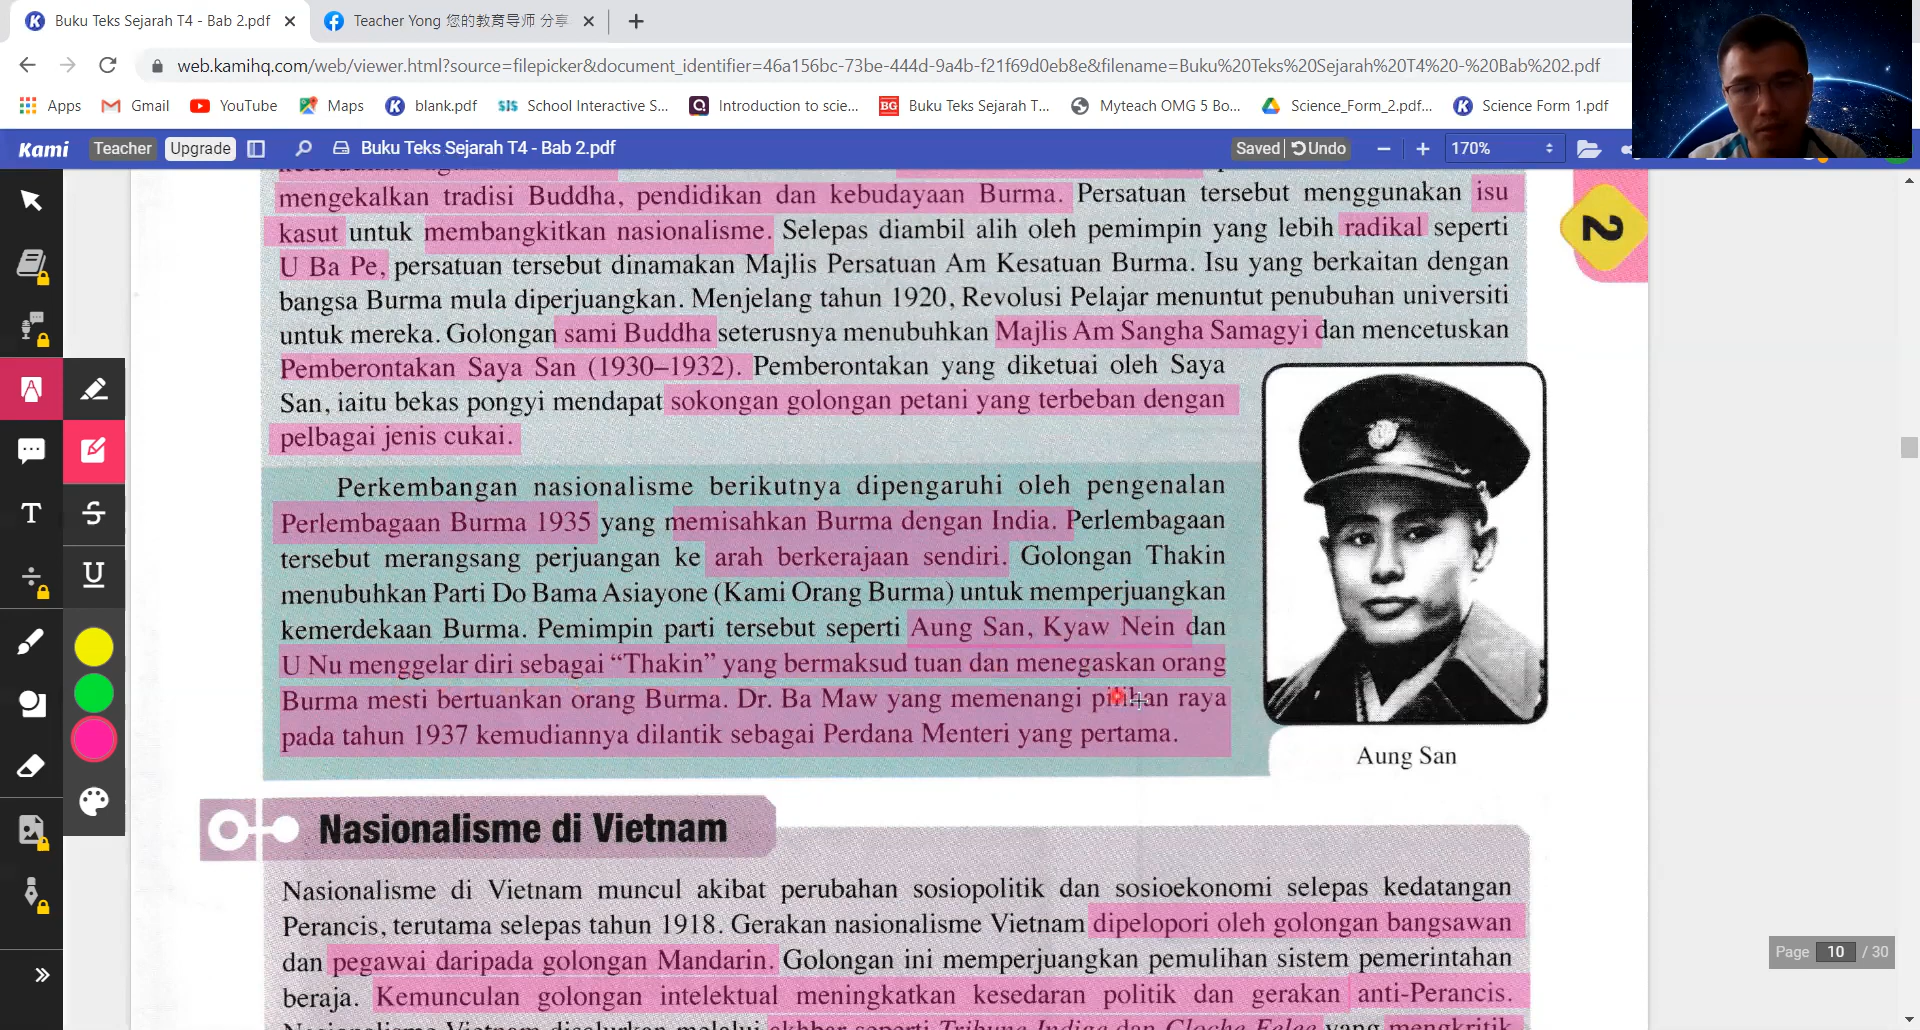 Buku Teks Sejarah T4 - Bab 2.pdf
Teacher Yong 您的教育导师 分享
web.kamihq.com/web/viewer.html?source=filepicker&document_identifier=46a156bc-73be-444d-9a4b-f21f69d0eb8e&filename=Buku%20Teks%20Sejarah%20T4%20-%20Bab%202.pdf
Apps Gmail YouTube Maps blank.pdf School Interactive S... Introduction to scie... Buku Teks Sejarah T... Myteach OMG 5 Bo... Science_Form_2.pdf... Science Form 1.pdf
Kami Teacher Upgrade Buku Teks Sejarah T4 - Bab 2.pdf Saved Undo 170%
mengekalkan tradisi Buddha, pendidikan dan kebudayaan Burma. Persatuan tersebut menggunakan isu
kasut untuk membangkitkan nasionalisme. Selepas diambil alih oleh pemimpin yang lebih radikal seperti
U Ba Pe, persatuan tersebut dinamakan Majlis Persatuan Am Kesatuan Burma. Isu yang berkaitan dengan
bangsa Burma mula diperjuangkan. Menjelang tahun 1920, Revolusi Pelajar menuntut penubuhan universiti
untuk mereka. Golongan sami Buddha seterusnya menubuhkan Majlis Am Sangha Samagyi dan mencetuskan
Pemberontakan Saya San (1930–1932). Pemberontakan yang diketuai oleh Saya
San, iaitu bekas pongyi mendapat sokongan golongan petani yang terbeban dengan
pelbagai jenis cukai.
2
Perkembangan nasionalisme berikutnya dipengaruhi oleh pengenalan
Perlembagaan Burma 1935 yang memisahkan Burma dengan India. Perlembagaan
tersebut merangsang perjuangan ke arah berkerajaan sendiri. Golongan Thakin
menubuhkan Parti Do Bama Asiayone (Kami Orang Burma) untuk memperjuangkan
kemerdekaan Burma. Pemimpin parti tersebut seperti Aung San, Kyaw Nein dan
U Nu menggelar diri sebagai “Thakin” yang bermaksud tuan dan menegaskan orang
Burma mesti bertuankan orang Burma. Dr. Ba Maw yang memenangi pilihan raya
pada tahun 1937 kemudiannya dilantik sebagai Perdana Menteri yang pertama.
Aung San
Nasionalisme di Vietnam
Nasionalisme di Vietnam muncul akibat perubahan sosiopolitik dan sosioekonomi selepas kedatangan
Perancis, terutama selepas tahun 1918. Gerakan nasionalisme Vietnam dipelopori oleh golongan bangsawan
dan pegawai daripada golongan Mandarin. Golongan ini memperjuangkan pemulihan sistem pemerintahan
beraja. Kemunculan golongan intelektual meningkatkan kesedaran politik dan gerakan anti-Perancis.
Page 10 / 30